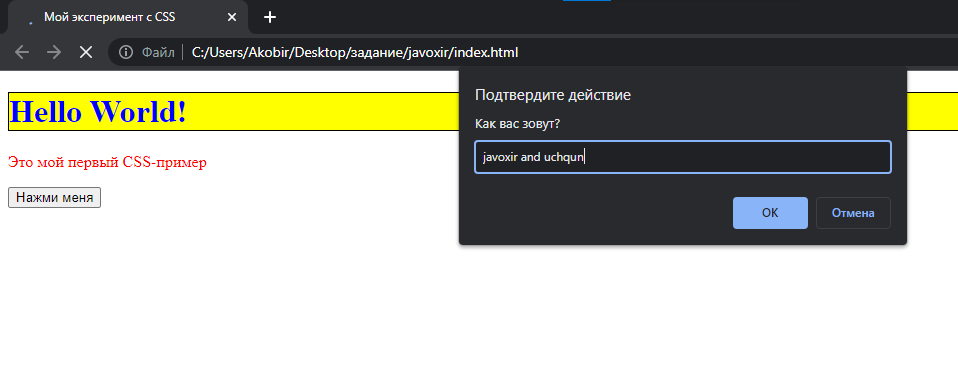 Мой эксперимент с CSS
Файл C:/Users/Akobir/Desktop/задание/javoxir/index.html
Hello World!
Это мой первый CSS-пример
Нажми меня
Подтвердите действие
Как вас зовут?
javoxir and uchqun
ОК Отмена